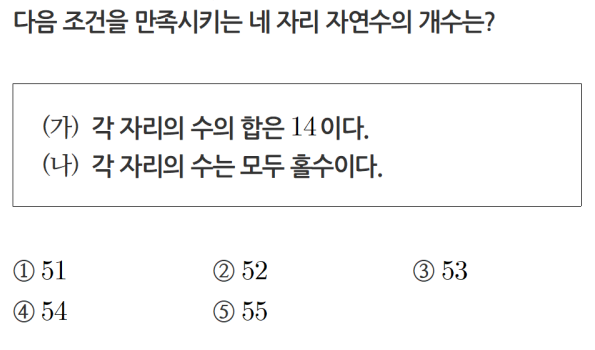 다음 조건을 만족시키는 네 자리 자연수의 개수는?
(가) 각 자리의 수의 합은 14이다.
(나) 각 자리의 수는 모두 홀수이다.
① 51 ② 52 ③ 53
④ 54 ⑤ 55